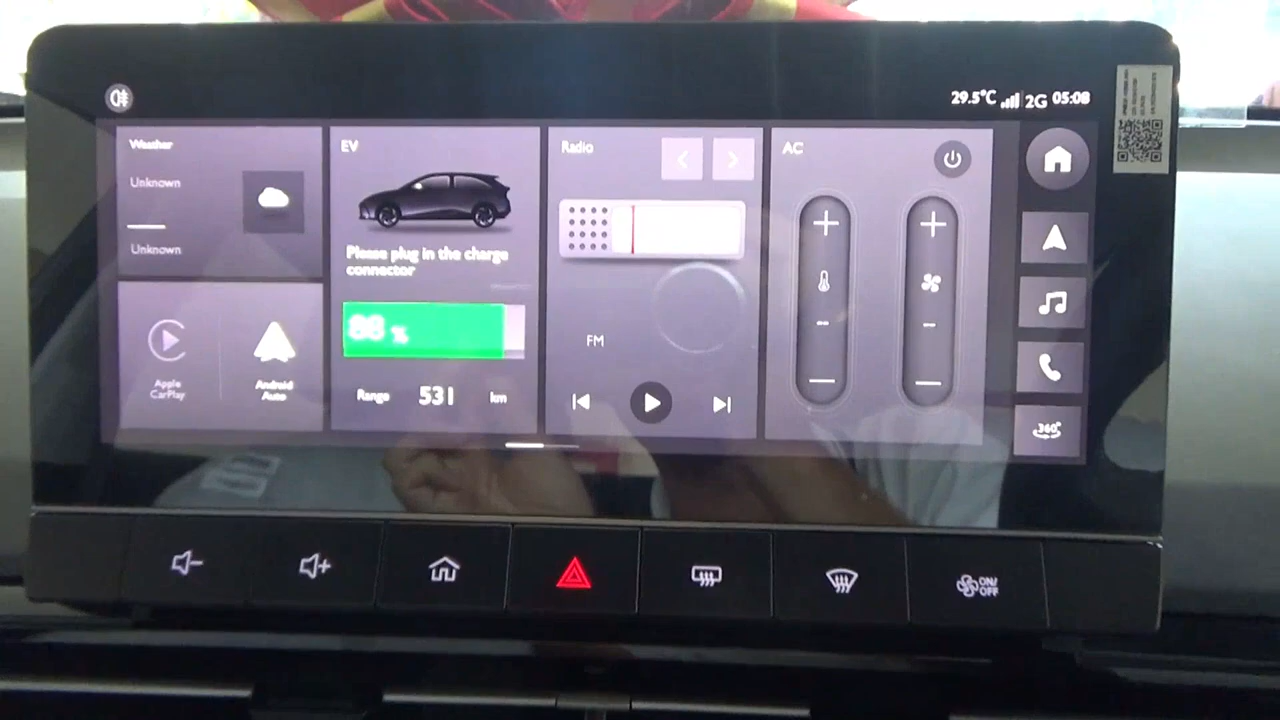 29.5°C 2G 05:08
Weather
Unknown
Unknown
Apple
CarPlay
Android
Auto
EV
Please plug in the charge
connector
88 %
Range 531 km
Radio
FM
AC
--
--
360°
ON/
OFF